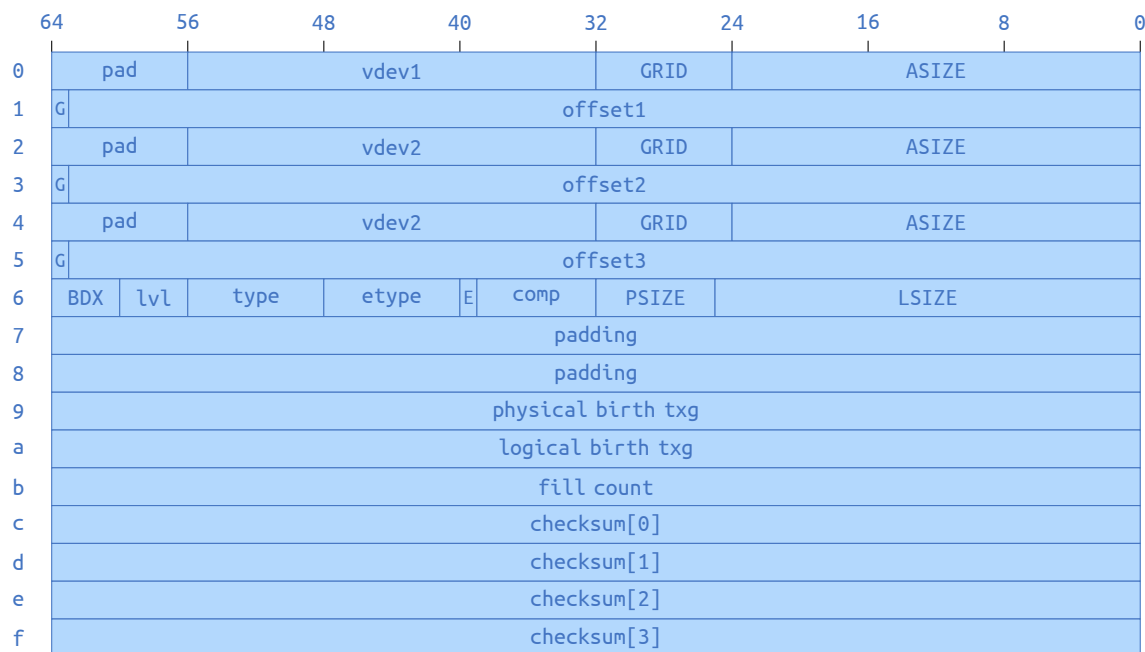 64 56 48 40 32 24 16 8 0
0 pad vdev1 GRID ASIZE
1 G offset1
2 pad vdev2 GRID ASIZE
3 G offset2
4 pad vdev2 GRID ASIZE
5 G offset3
6 BDX lvl type etype E comp PSIZE LSIZE
7 padding
8 padding
9 physical birth txg
a logical birth txg
b fill count
c checksum[0]
d checksum[1]
e checksum[2]
f checksum[3]